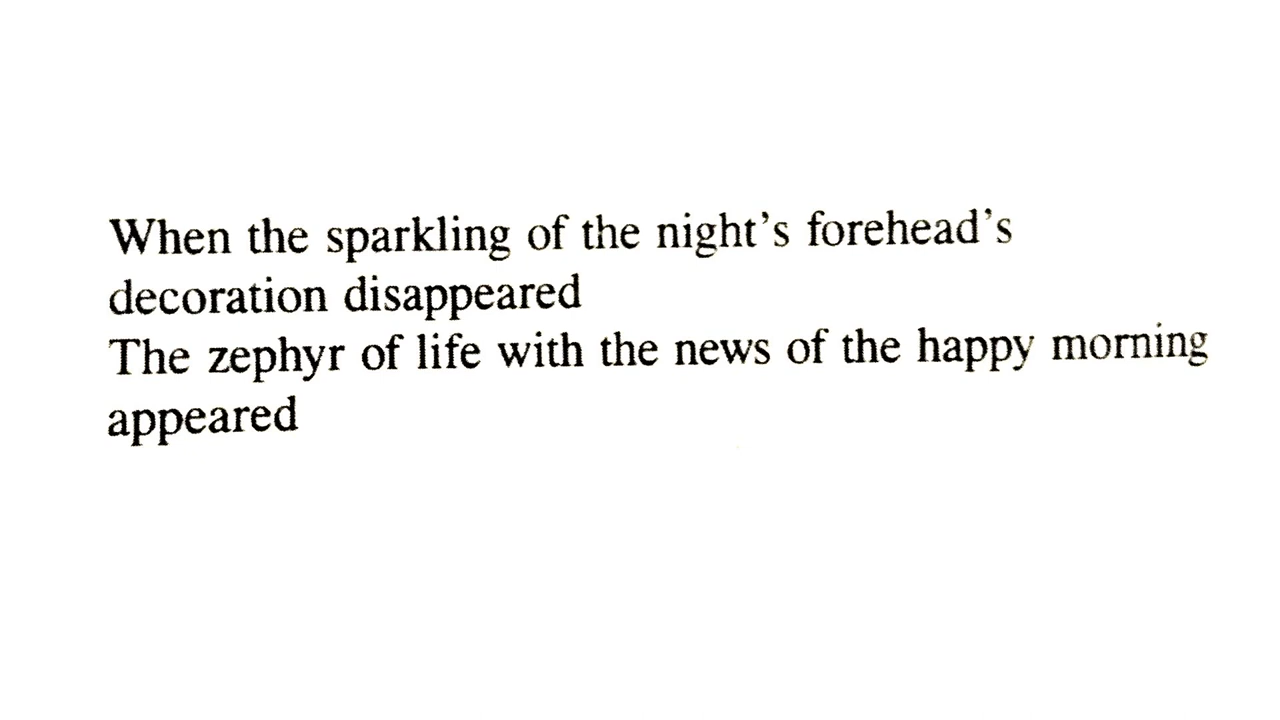 When the sparkling of the night’s forehead’s
decoration disappeared
The zephyr of life with the news of the happy morning
appeared